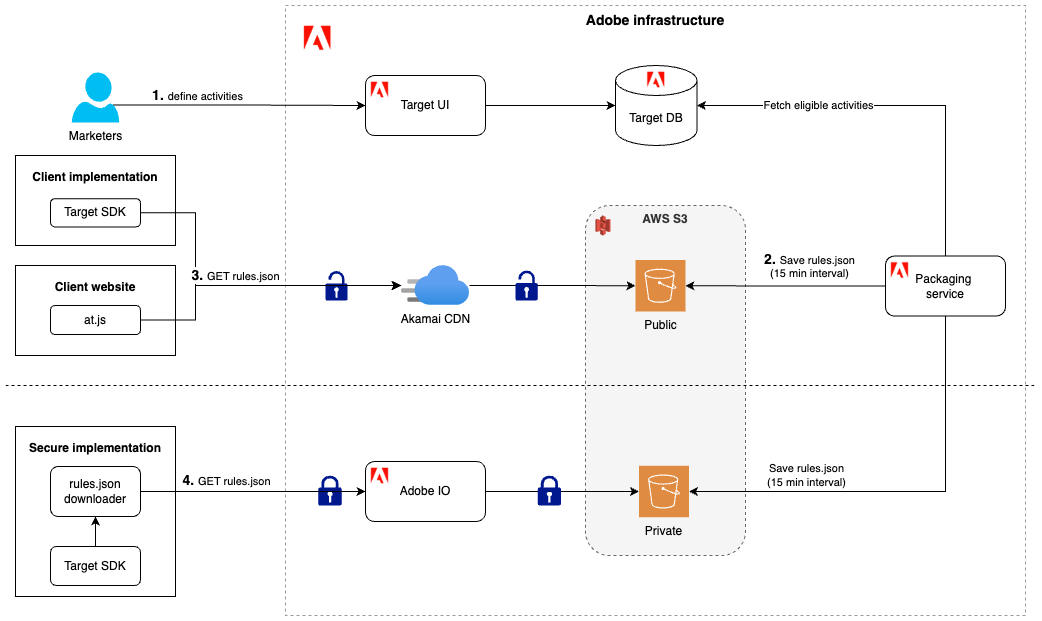 Adobe infrastructure
1. define activities
Marketers
Target UI
Target DB
Fetch eligible activities
Client implementation
Target SDK
Client website
at.js
3. GET rules.json
Akamai CDN
AWS S3
Public
2. Save rules.json
(15 min interval)
Packaging
service
Secure implementation
rules.json
downloader
Target SDK
4. GET rules.json
Adobe IO
Private
Save rules.json
(15 min interval)